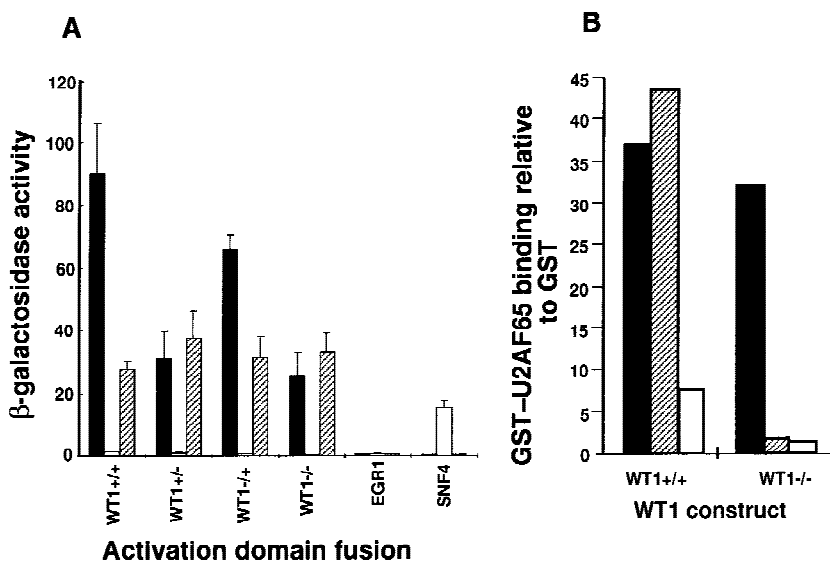 A
β-galactosidase activity
120
100
80
60
40
20
0
WT1+/+
WT1+/-
WT1-/+
WT1-/-
EGR1
SNF4
Activation domain fusion
B
GST–U2AF65 binding relative
to GST
45
40
35
30
25
20
15
10
5
0
WT1+/+
WT1-/-
WT1 construct